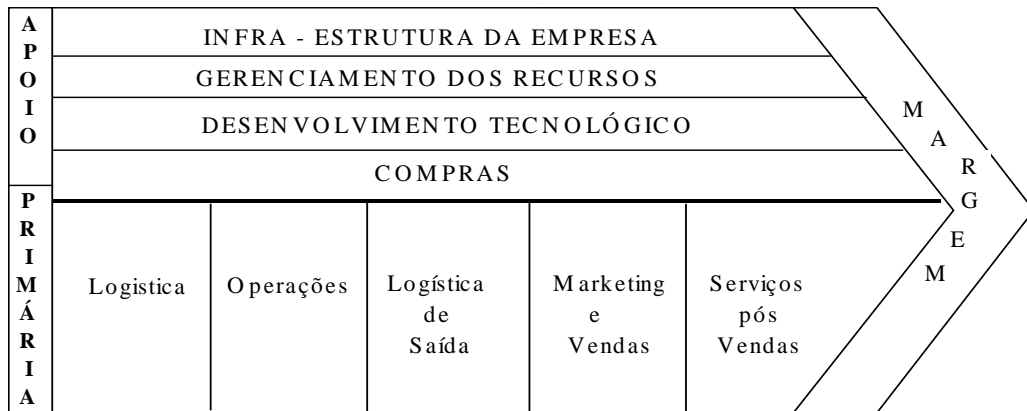 APOIO
INFRA - ESTRUTURA DA EMPRESA
GERENCIAMENTO DOS RECURSOS
DESENVOLVIMENTO TECNOLÓGICO
COMPRAS
PRIMÁRIA
Logistica
Operações
Logística
de
Saída
Marketing
e
Vendas
Serviços
pós
Vendas
MARGEM